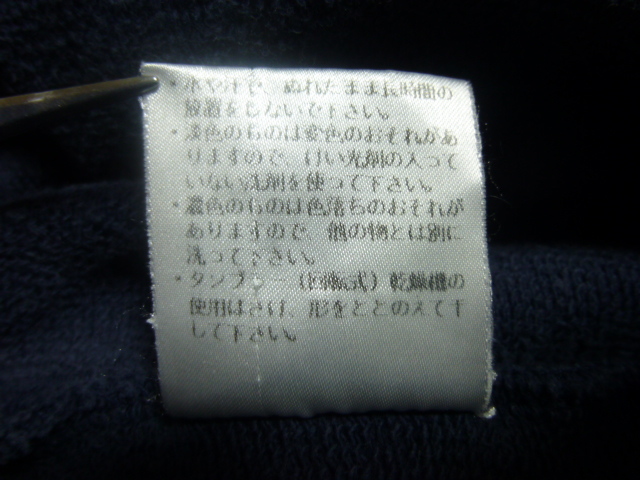 ・水や汗で、ぬれたまま長時間の
放置をしないで下さい。
・淡色のものは変色のおそれがあ
りますので、けい光剤の入って
いない洗剤を使って下さい。
・濃色のものは色落ちのおそれが
ありますので、他の物とは別に
洗って下さい。
・タンブラー（回転式）乾燥機の
使用はさけ、形をととのえて干
して下さい。